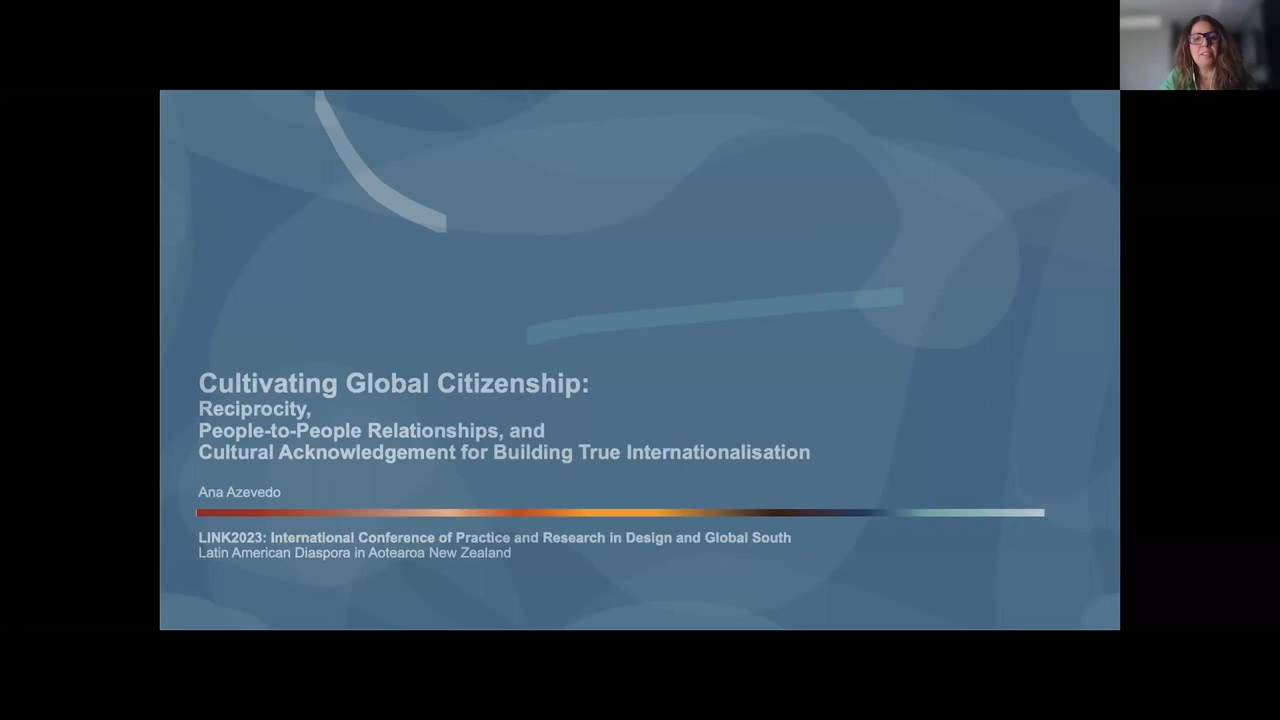 Cultivating Global Citizenship:
Reciprocity,
People-to-People Relationships, and
Cultural Acknowledgement for Building True Internationalisation
Ana Azevedo
LINK2023: International Conference of Practice and Research in Design and Global South
Latin American Diaspora in Aotearoa New Zealand